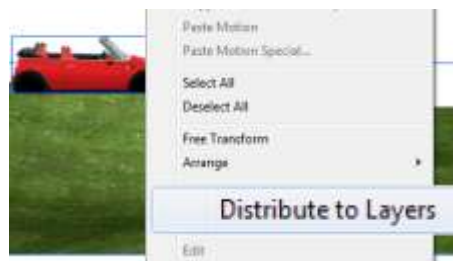 Paste Motion
Paste Motion Special...
Select All
Deselect All
Free Transform
Arrange
Distribute to Layers
Edit